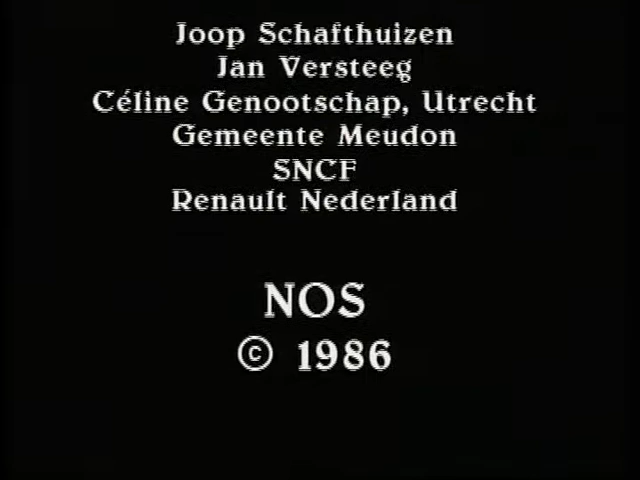 Joop Schafthuizen
Jan Versteeg
Céline Genootschap, Utrecht
Gemeente Meudon
SNCF
Renault Nederland
NOS
© 1986